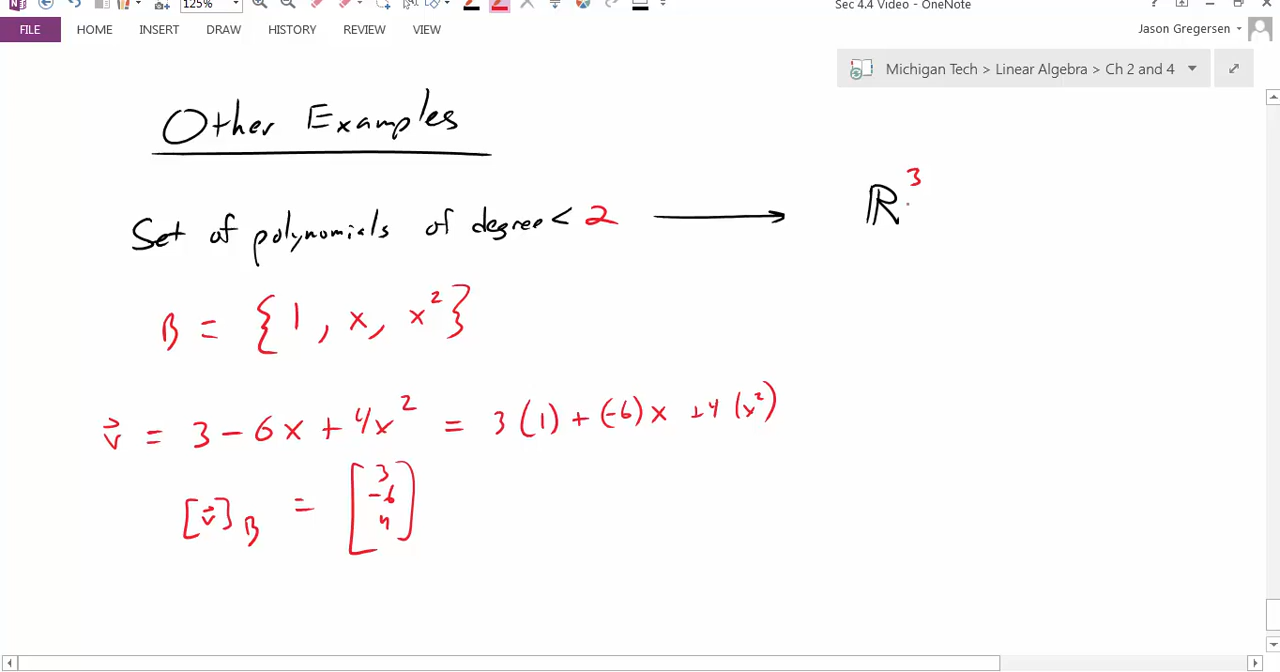 125%
Sec 4.4 Video - OneNote
FILE HOME INSERT DRAW HISTORY REVIEW VIEW
Jason Gregersen
Michigan Tech > Linear Algebra > Ch 2 and 4
Other Examples
Set of polynomials of degree < 2 → ℝ³
B = {1, x, x²}
v⃗ = 3 - 6x + 4x² = 3(1) + (-6)x + 4(x²)
[v⃗]_B = [3
-6
4]